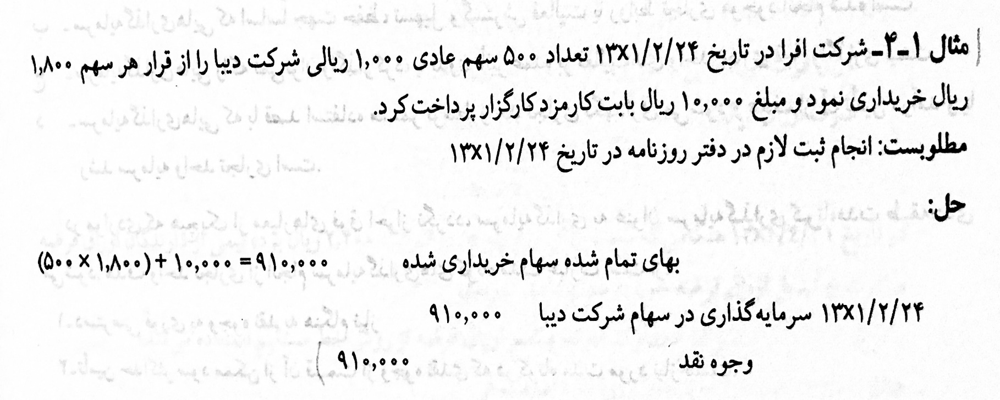 مثال ۱ـ۴ـ شرکت افرا در تاریخ ۱۳X۱/۲/۲۴ تعداد ۵۰۰ سهم عادی ۱,۰۰۰ ریالی شرکت دیبا را از قرار هر سهم ۱,۸۰۰
ریال خریداری نمود و مبلغ ۱۰,۰۰۰ ریال بابت کارمزد کارگزار پرداخت کرد.
مطلوبست: انجام ثبت لازم در دفتر روزنامه در تاریخ ۱۳X۱/۲/۲۴
حل:
بهای تمام شده سهام خریداری شده (۵۰۰ × ۱,۸۰۰) + ۱۰,۰۰۰ = ۹۱۰,۰۰۰
۱۳X۱/۲/۲۴ سرمایه‌گذاری در سهام شرکت دیبا ۹۱۰,۰۰۰
وجوه نقد ۹۱۰,۰۰۰